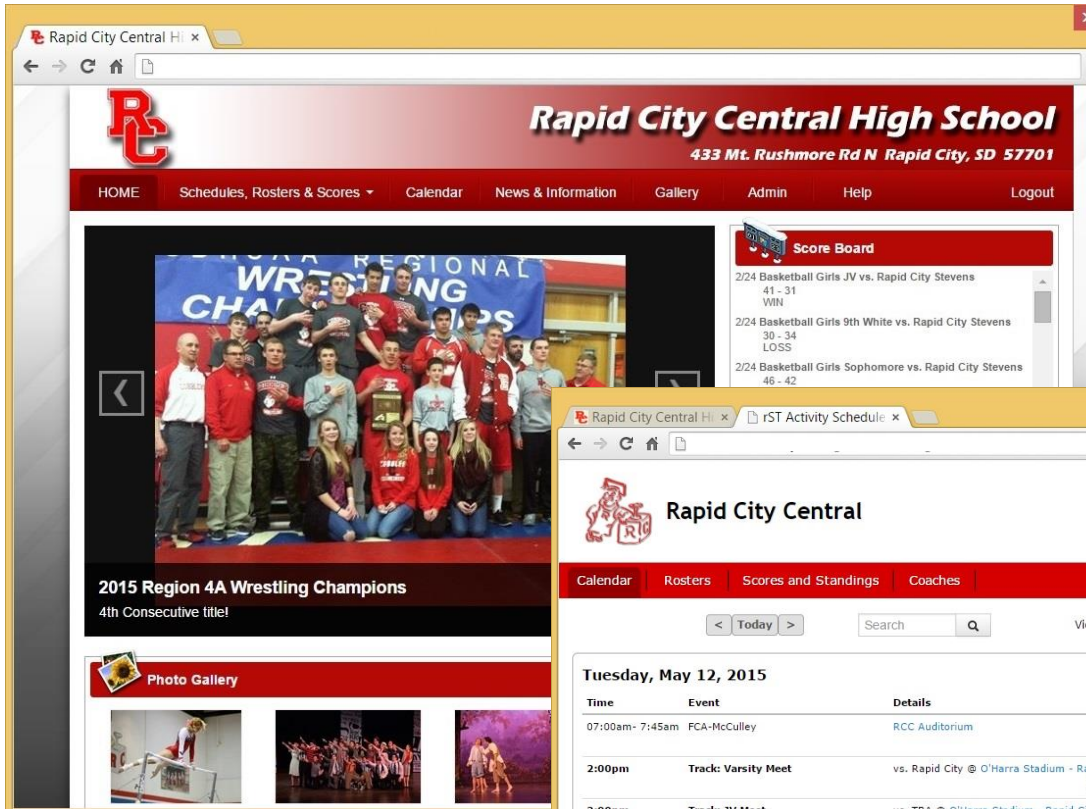 Rapid City Central Hi
RC
Rapid City Central High School
433 Mt. Rushmore Rd N Rapid City, SD 57701
HOME Schedules, Rosters & Scores Calendar News & Information Gallery Admin Help Logout
REGIONAL
WRESTLING
2015 Region 4A Wrestling Champions
4th Consecutive title!
Score Board
2/24 Basketball Girls JV vs. Rapid City Stevens
41 - 31
WIN
2/24 Basketball Girls 9th White vs. Rapid City Stevens
30 - 34
LOSS
2/24 Basketball Girls Sophomore vs. Rapid City Stevens
46 - 42
Photo Gallery
Rapid City Central Hi rST Activity Schedule
Rapid City Central
Calendar Rosters Scores and Standings Coaches
< Today > Search
Tuesday, May 12, 2015
Time Event Details
07:00am- 7:45am FCA-McCulley RCC Auditorium
2:00pm Track: Varsity Meet vs. Rapid City @ O'Harra Stadium - Ra